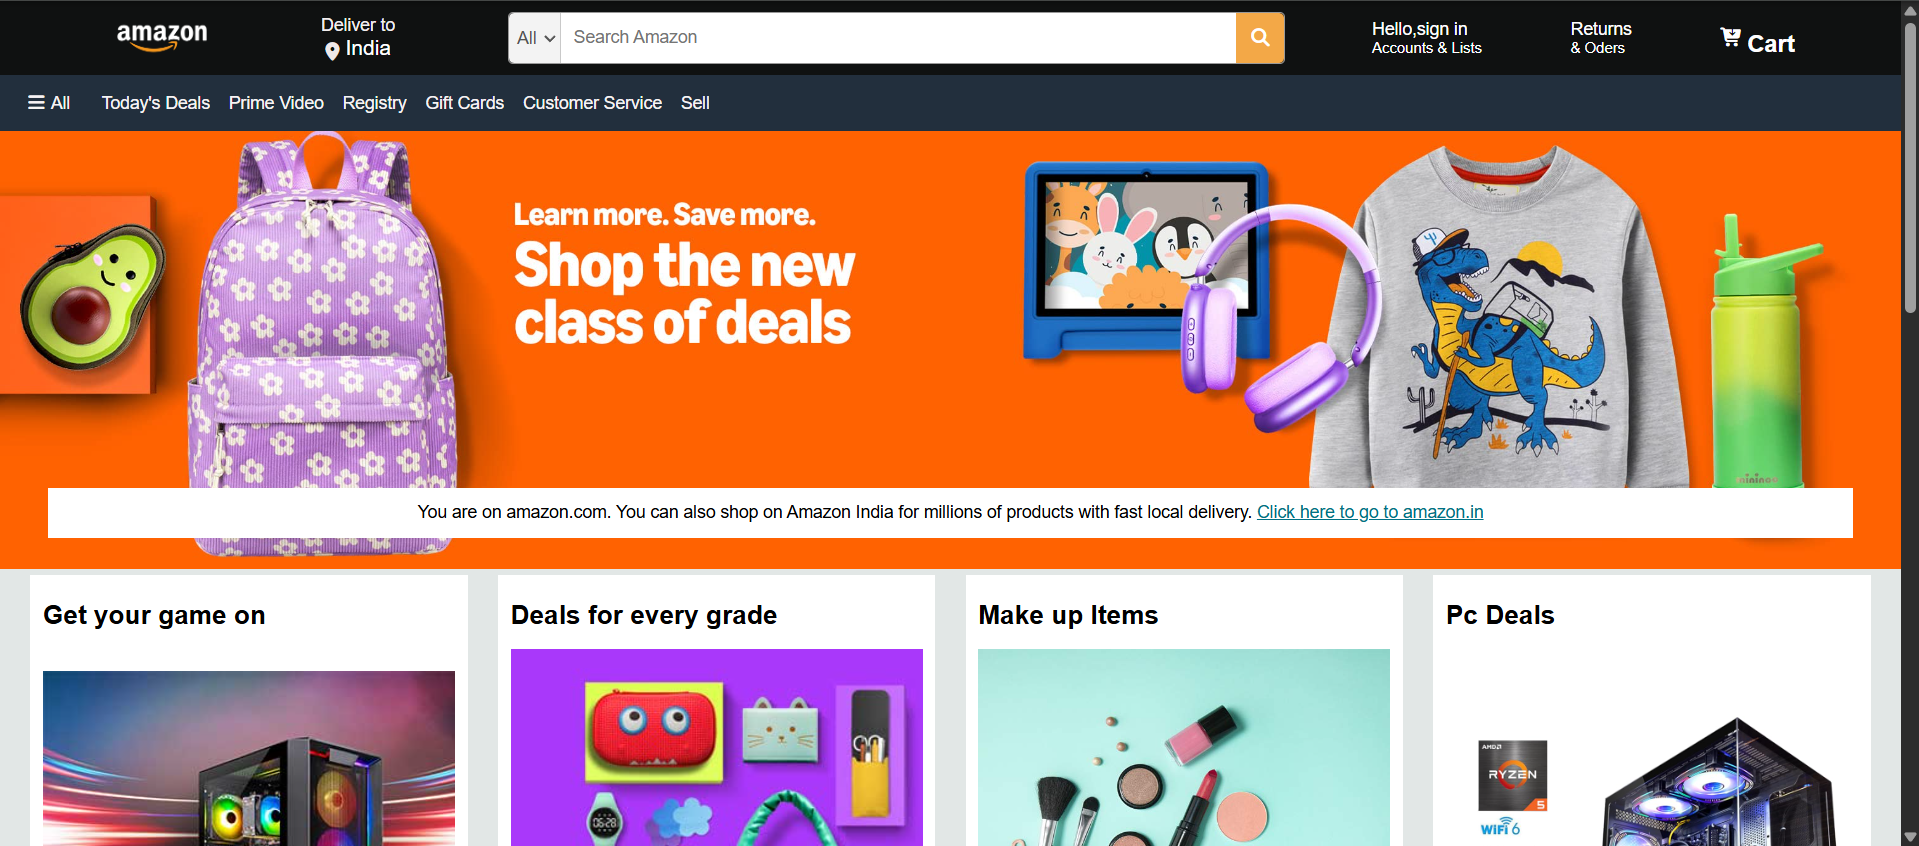 amazon
Deliver to
India
All
Search Amazon
Hello,sign in
Accounts & Lists
Returns
& Oders
Cart
All
Today's Deals
Prime Video
Registry
Gift Cards
Customer Service
Sell
Learn more. Save more.
Shop the new
class of deals
You are on amazon.com. You can also shop on Amazon India for millions of products with fast local delivery. Click here to go to amazon.in
Get your game on
Deals for every grade
Make up Items
Pc Deals
06:28
AMD
RYZEN
5
WiFi 6